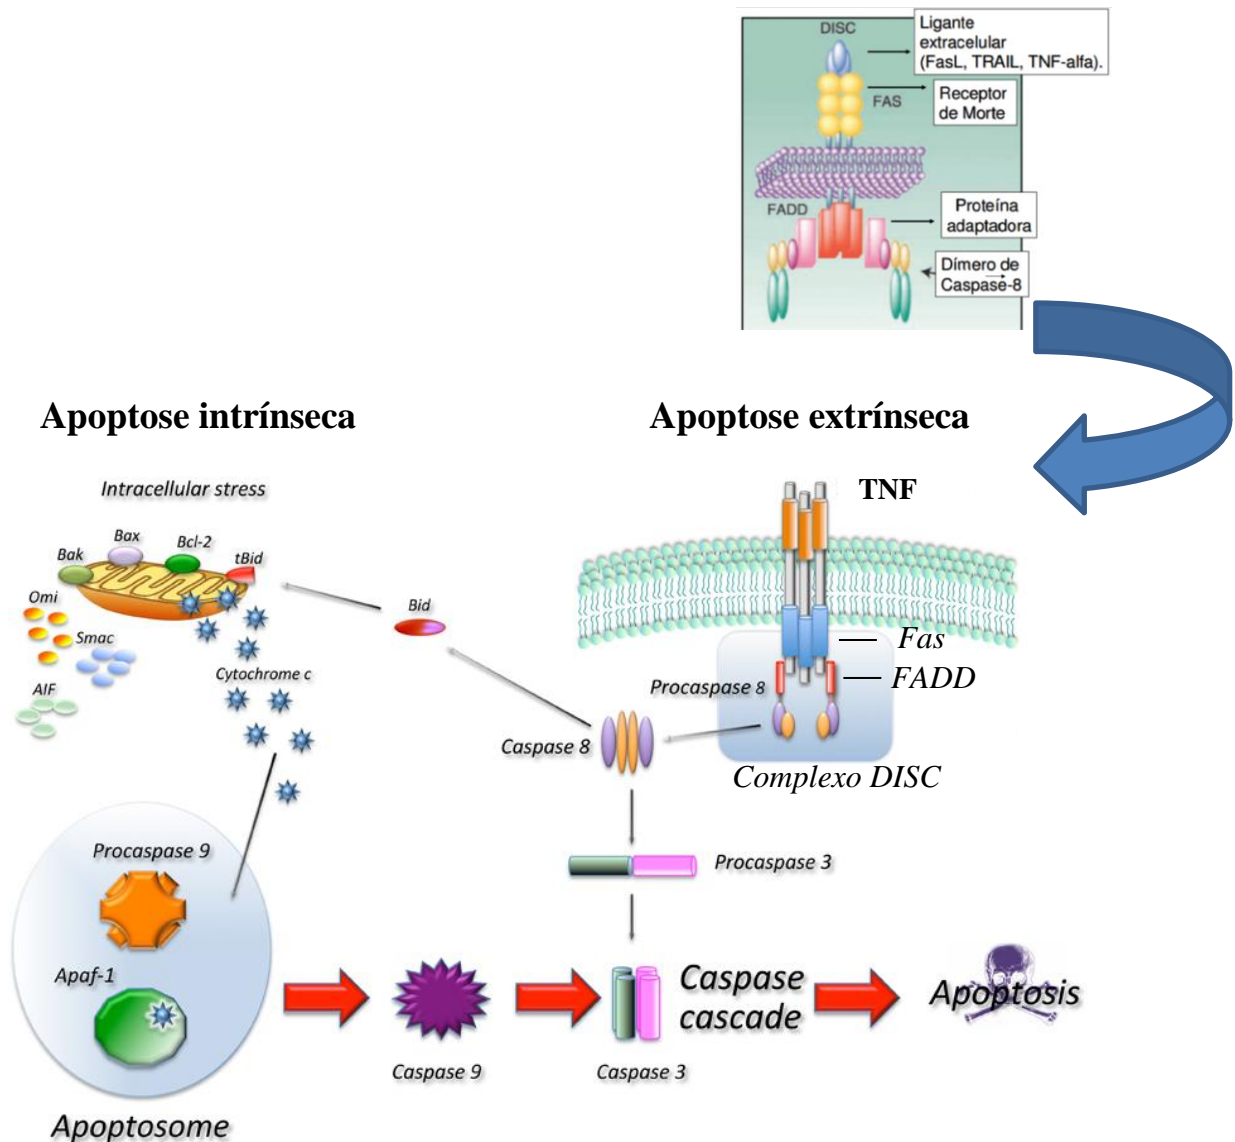 DISC
Ligante
extracelular
(FasL, TRAIL, TNF-alfa).
FAS
Receptor
de Morte
FADD
Proteína
adaptadora
Dímero de
Caspase-8
Apoptose intrínseca
Apoptose extrínseca
Intracellular stress
TNF
Bak
Bax
Bcl-2
tBid
Omi
Smac
Bid
Cytochrome c
AIF
Fas
FADD
Procaspase 8
Caspase 8
Complexo DISC
Procaspase 9
Procaspase 3
Apaf-1
Caspase
cascade
Apoptosis
Caspase 9
Caspase 3
Apoptosome